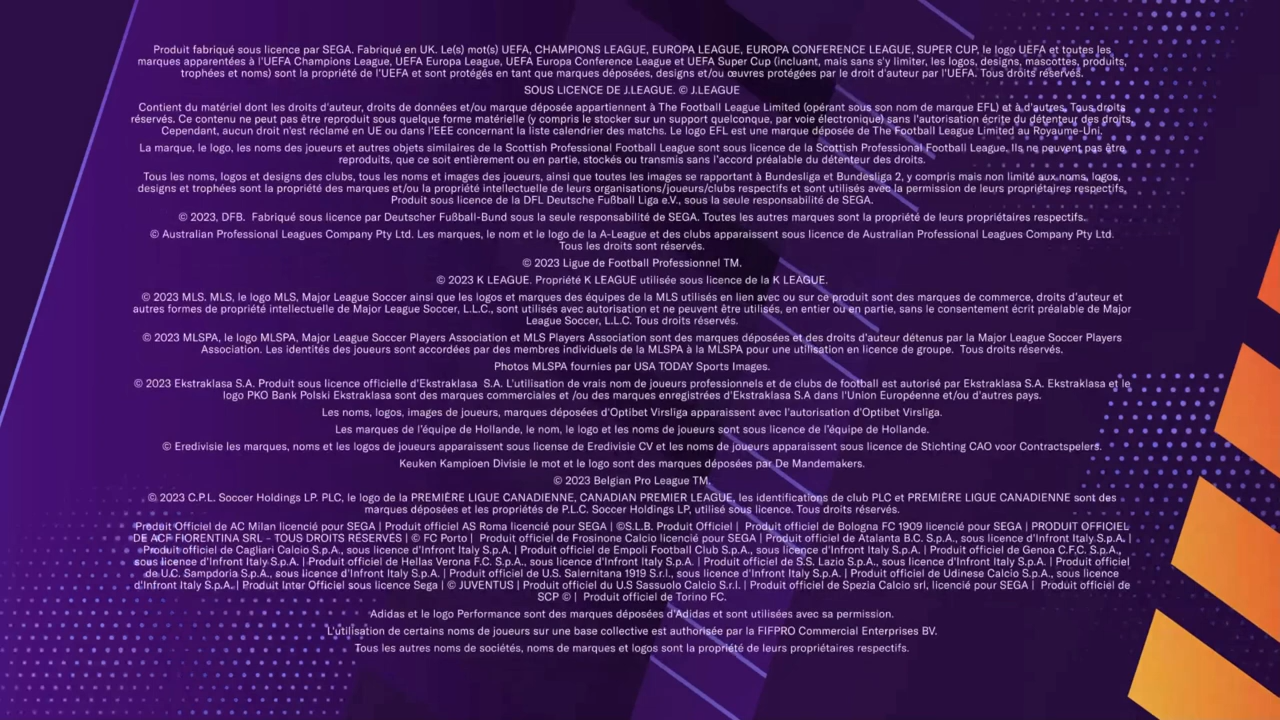 Produit fabriqué sous licence par SEGA. Fabriqué en UK. Le(s) mot(s) UEFA, CHAMPIONS LEAGUE, EUROPA LEAGUE, EUROPA CONFERENCE LEAGUE, SUPER CUP, le logo UEFA et toutes les
marques apparentées à l'UEFA Champions League, UEFA Europa League, UEFA Europa Conference League et UEFA Super Cup (incluant, mais sans s'y limiter, les logos, designs, mascottes, produits,
trophées et noms) sont la propriété de l'UEFA et sont protégés en tant que marques déposées, designs et/ou œuvres protégées par le droit d'auteur par l'UEFA. Tous droits réservés.
SOUS LICENCE DE J.LEAGUE. © J.LEAGUE
Contient du matériel dont les droits d'auteur, droits de données et/ou marque déposée appartiennent à The Football League Limited (opérant sous son nom de marque EFL) et à d'autres. Tous droits
réservés. Ce contenu ne peut pas être reproduit sous quelque forme matérielle (y compris le stocker sur un support quelconque, par voie électronique) sans l'autorisation écrite du détenteur des droits.
Cependant, aucun droit n'est réclamé en UE ou dans l'EEE concernant la liste calendrier des matchs. Le logo EFL est une marque déposée de The Football League Limited au Royaume-Uni.
La marque, le logo, les noms des joueurs et autres objets similaires de la Scottish Professional Football League sont sous licence de la Scottish Professional Football League. Ils ne peuvent pas être
reproduits, que ce soit entièrement ou en partie, stockés ou transmis sans l'accord préalable du détenteur des droits.
Tous les noms, logos et designs des clubs, tous les noms et images des joueurs, ainsi que toutes les images se rapportant à Bundesliga et Bundesliga 2, y compris mais non limité aux noms, logos,
designs et trophées sont la propriété des marques et/ou la propriété intellectuelle de leurs organisations/joueurs/clubs respectifs et sont utilisés avec la permission de leurs propriétaires respectifs.
Produit sous licence de la DFL Deutsche Fußball Liga e.V., sous la seule responsabilité de SEGA.
© 2023, DFB. Fabriqué sous licence par Deutscher Fußball-Bund sous la seule responsabilité de SEGA. Toutes les autres marques sont la propriété de leurs propriétaires respectifs.
© Australian Professional Leagues Company Pty Ltd. Les marques, le nom et le logo de la A-League et des clubs apparaissent sous licence de Australian Professional Leagues Company Pty Ltd.
Tous les droits sont réservés.
© 2023 Ligue de Football Professionnel TM.
© 2023 K LEAGUE. Propriété K LEAGUE utilisée sous licence de la K LEAGUE.
© 2023 MLS. MLS, le logo MLS, Major League Soccer ainsi que les logos et marques des équipes de la MLS utilisés en lien avec ou sur ce produit sont des marques de commerce, droits d'auteur et
autres formes de propriété intellectuelle de Major League Soccer, L.L.C., sont utilisés avec autorisation et ne peuvent être utilisés, en entier ou en partie, sans le consentement écrit préalable de Major
League Soccer, L.L.C. Tous droits réservés.
© 2023 MLSPA, le logo MLSPA, Major League Soccer Players Association et MLS Players Association sont des marques déposées et des droits d'auteur détenus par la Major League Soccer Players
Association. Les identités des joueurs sont accordées par des membres individuels de la MLSPA à la MLSPA pour une utilisation en licence de groupe. Tous droits réservés.
Photos MLSPA fournies par USA TODAY Sports Images.
© 2023 Ekstraklasa S.A. Produit sous licence officielle d'Ekstraklasa S.A. L'utilisation de vrais nom de joueurs professionnels et de clubs de football est autorisé par Ekstraklasa S.A. Ekstraklasa et le
logo PKO Bank Polski Ekstraklasa sont des marques commerciales et /ou des marques enregistrées d'Ekstraklasa S.A dans l'Union Européenne et/ou d'autres pays.
Les noms, logos, images de joueurs, marques déposées d'Optibet Virslīga apparaissent avec l'autorisation d'Optibet Virslīga.
Les marques de l'équipe de Hollande, le nom, le logo et les noms de joueurs sont sous licence de l'équipe de Hollande.
© Eredivisie les marques, noms et les logos de joueurs apparaissent sous license de Eredivisie CV et les noms de joueurs apparaissent sous licence de Stichting CAO voor Contractspelers.
Keuken Kampioen Divisie le mot et le logo sont des marques déposées par De Mandemakers.
© 2023 Belgian Pro League TM.
© 2023 C.P.L. Soccer Holdings LP. PLC, le logo de la PREMIÈRE LIGUE CANADIENNE, CANADIAN PREMIER LEAGUE, les identifications de club PLC et PREMIÈRE LIGUE CANADIENNE sont des
marques déposées et les propriétés de P.L.C. Soccer Holdings LP, utilisé sous licence. Tous droits réservés.
Produit Officiel de AC Milan licencié pour SEGA | Produit officiel AS Roma licencié pour SEGA | ©S.L.B. Produit Officiel | Produit officiel de Bologna FC 1909 licencié pour SEGA | PRODUIT OFFICIEL
DE ACF FIORENTINA SRL – TOUS DROITS RÉSERVÉS | © FC Porto | Produit officiel de Frosinone Calcio licencié pour SEGA | Produit officiel de Atalanta B.C. S.p.A., sous licence d'Infront Italy S.p.A. |
Produit officiel de Cagliari Calcio S.p.A., sous licence d'Infront Italy S.p.A. | Produit officiel de Empoli Football Club S.p.A., sous licence d'Infront Italy S.p.A. | Produit officiel de Genoa C.F.C. S.p.A.,
sous licence d'Infront Italy S.p.A. | Produit officiel de Hellas Verona F.C. S.p.A., sous licence d'Infront Italy S.p.A. | Produit officiel de S.S. Lazio S.p.A., sous licence d'Infront Italy S.p.A. | Produit officiel
de U.C. Sampdoria S.p.A., sous licence d'Infront Italy S.p.A. | Produit officiel de U.S. Salernitana 1919 S.r.l., sous licence d'Infront Italy S.p.A. | Produit officiel de Udinese Calcio S.p.A., sous licence
d'Infront Italy S.p.A. | Produit Inter Officiel sous licence Sega | © JUVENTUS | Produit officiel du U.S Sassuolo Calcio S.r.l. | Produit officiel de Spezia Calcio srl, licencié pour SEGA | Produit officiel de
SCP © | Produit officiel de Torino FC.
Adidas et le logo Performance sont des marques déposées d'Adidas et sont utilisées avec sa permission.
L'utilisation de certains noms de joueurs sur une base collective est authorisée par la FIFPRO Commercial Enterprises BV.
Tous les autres noms de sociétés, noms de marques et logos sont la propriété de leurs propriétaires respectifs.